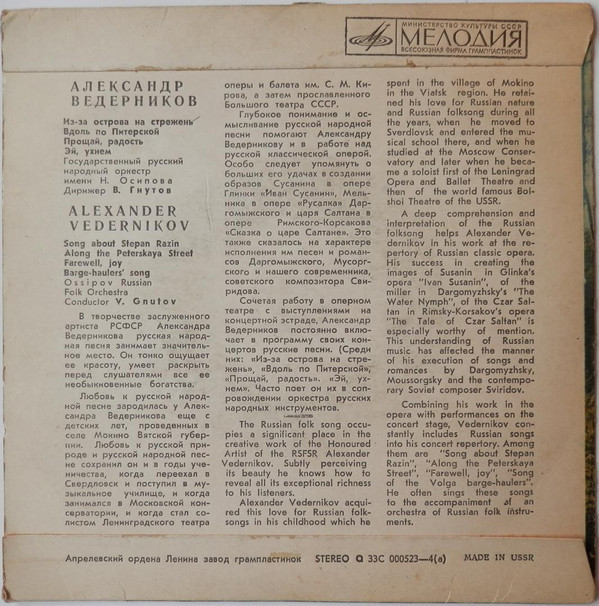 МИНИСТЕРСТВО КУЛЬТУРЫ СССР
МЕЛОДИЯ
ВСЕСОЮЗНАЯ ФИРМА ГРАМПЛАСТИНОК
АЛЕКСАНДР
ВЕДЕРНИКОВ
Из-за острова на стрежень
Вдоль по Питерской
Прощай, радость
Эй, ухнем
Государственный русский
народный оркестр
имени Н. Осипова
Дирижер В. Гнутов
ALEXANDER
VEDERNIKOV
Song about Stepan Razin
Along the Peterskaya Street
Farewell, joy
Barge-haulers' song
Ossipov Russian
Folk Orchestra
Conductor V. Gnutov
В творчестве заслуженного
артиста РСФСР Александра
Ведерникова русская народ-
ная песня занимает значитель-
ное место. Он тонко ощущает
ее красоту, умеет раскрыть
перед слушателями все ее
необыкновенные богатства.
Любовь к русской народ-
ной песне зародилась у Алек-
сандра Ведерникова еще с
детских лет, проведенных в
селе Мокино Вятской губер-
нии. Любовь к русской при-
роде и русской народной пес-
не сохранил он и в годы уче-
ничества, когда переехал в
Свердловск и поступил в му-
зыкальное училище, и когда
занимался в Московской кон-
серватории, и когда стал со-
листом Ленинградского театра
оперы и балета им. С. М. Ки-
рова, а затем прославленного
Большого театра СССР.
Глубокое понимание и ос-
мысливание русской народной
песни помогают Александру
Ведерникову и в работе над
русской классической оперой.
Особо следует упомянуть о
больших его удачах в создании
образов Сусанина в опере
Глинки «Иван Сусанин», Мель-
ника в опере «Русалка» Дар-
гомыжского и царя Салтана в
опере Римского-Корсакова
«Сказка о царе Салтане». Это
также сказалось на характере
исполнения им песен и роман-
сов Даргомыжского, Мусорг-
ского и нашего современника,
советского композитора Сви-
ридова.
Сочетая работу в оперном
театре с выступлениями на
концертной эстраде, Александр
Ведерников постоянно вклю-
чает в программу своих кон-
цертов русские песни. (Среди
них: «Из-за острова на стре-
жень», «Вдоль по Питерской»,
«Прощай, радость». «Эй, ух-
нем». Часто поет он их в со-
провождении оркестра русских
народных инструментов.
The Russian folk song occu-
pies a significant place in the
creative work of the Honoured
Artist of the RSFSR Alexander
Vedernikov. Subtly perceiving
its beauty he knows how to
reveal all its exceptional richness
to his listeners.
Alexander Vedernikov acqui-
red this love for Russian folk-
songs in his childhood which he
spent in the village of Mokino
in the Viatsk region. He retai-
ned his love for Russian nature
and Russian folksong during all
the years, when he moved to
Sverdlovsk and entered the mu-
sical school there, and when he
studied at the Moscow Conser-
vatory and later when he beca-
me a soloist first of the Leningrad
Opera and Ballet Theatre and
then of the world famous Bol-
shoi Theatre of the USSR.
A deep comprehension and
interpretation of the Russian
folksong helps Alexander Ve-
dernikov in his work at the re-
pertory of Russian classic opera.
His success in creating the
images of Susanin in Glinka's
opera "Ivan Susanin", of the
miller in Dargomyzhsky's "The
Water Nymph", of the Czar Sal-
tan in Rimsky-Korsakov's opera
"The Tale of Czar Saltan" is
especially worthy of mention.
This understanding of Russian
music has affected the manner
of his execution of songs and
romances by Dargomyzhsky,
Moussorgsky and the contempo-
rary Soviet composer Sviridov.
Combining his work in the
opera with performances on the
concert stage, Vedernikov con-
stantly includes Russian songs
into his concert repertory. Among
them are "Song about Stepan
Razin", "Along the Peterskaya
Street", "Farewell, joy", "Song
of the Volga barge-haulers".
He often sings these songs
to the accompaniment of an
orchestra of Russian folk instru-
ments.
Апрелевский ордена Ленина завод грампластинок STEREO 33С 000523—4(а) MADE IN USSR